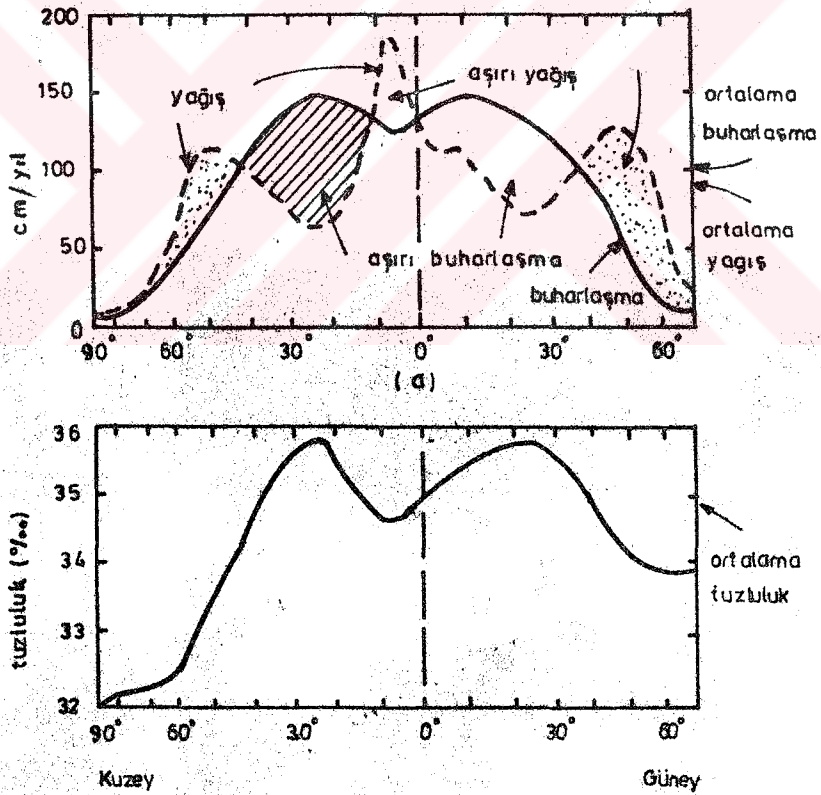 200
150
100
50
0
cm/yıl
yağış
aşırı yağış
ortalama
buharlaşma
ortalama
yagış
aşırı buharlaşma
buharlaşma
90° 60° 30° 0° 30° 60°
(a)
36
35
34
33
32
tuzluluk (‰)
ortalama
tuzluluk
90° 60° 30° 0° 30° 60°
Kuzey Güney